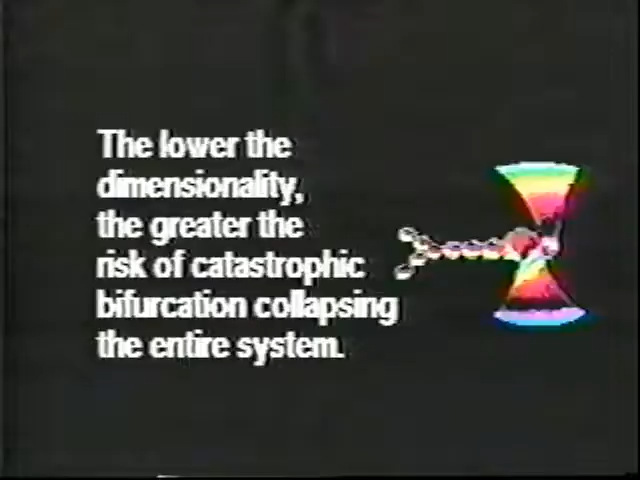 The lower the
dimensionality,
the greater the
risk of catastrophic
bifurcation collapsing
the entire system.